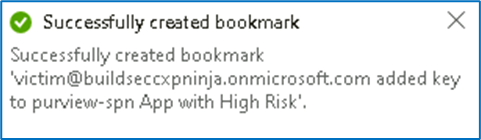 Successfully created bookmark
Successfully created bookmark
'victim@buildseccxpninja.onmicrosoft.com added key
to purview-spn App with High Risk'.